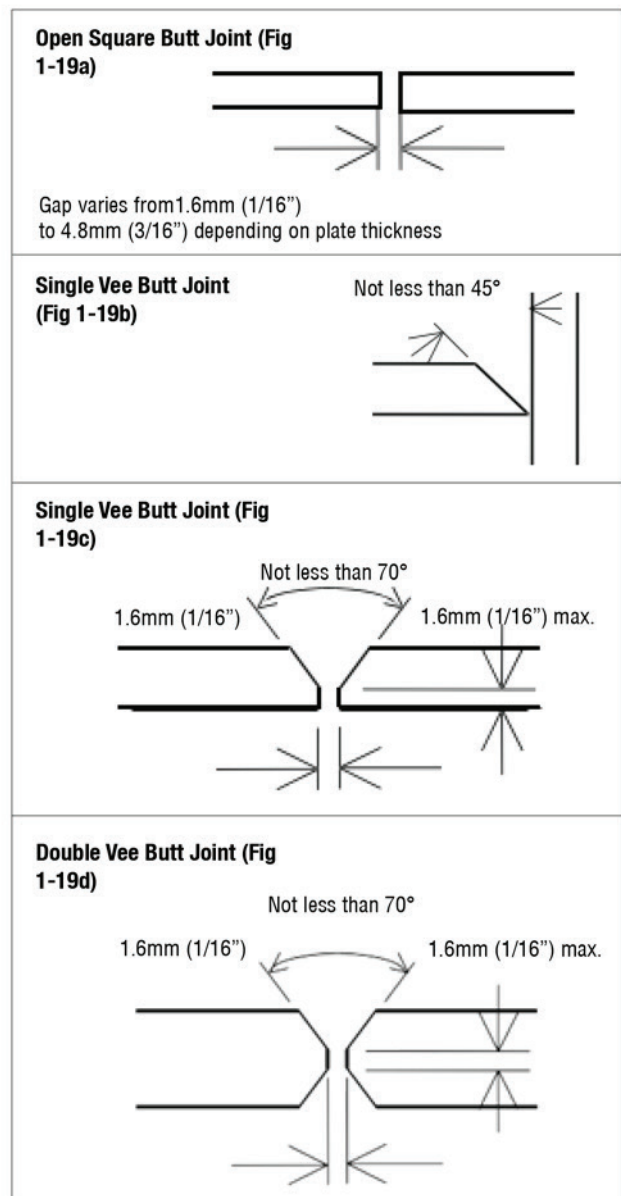 Open Square Butt Joint (Fig
1-19a)
Gap varies from1.6mm (1/16”)
to 4.8mm (3/16”) depending on plate thickness
Single Vee Butt Joint
(Fig 1-19b)
Not less than 45°
Single Vee Butt Joint (Fig
1-19c)
Not less than 70°
1.6mm (1/16”)
1.6mm (1/16”) max.
Double Vee Butt Joint (Fig
1-19d)
Not less than 70°
1.6mm (1/16”)
1.6mm (1/16”) max.